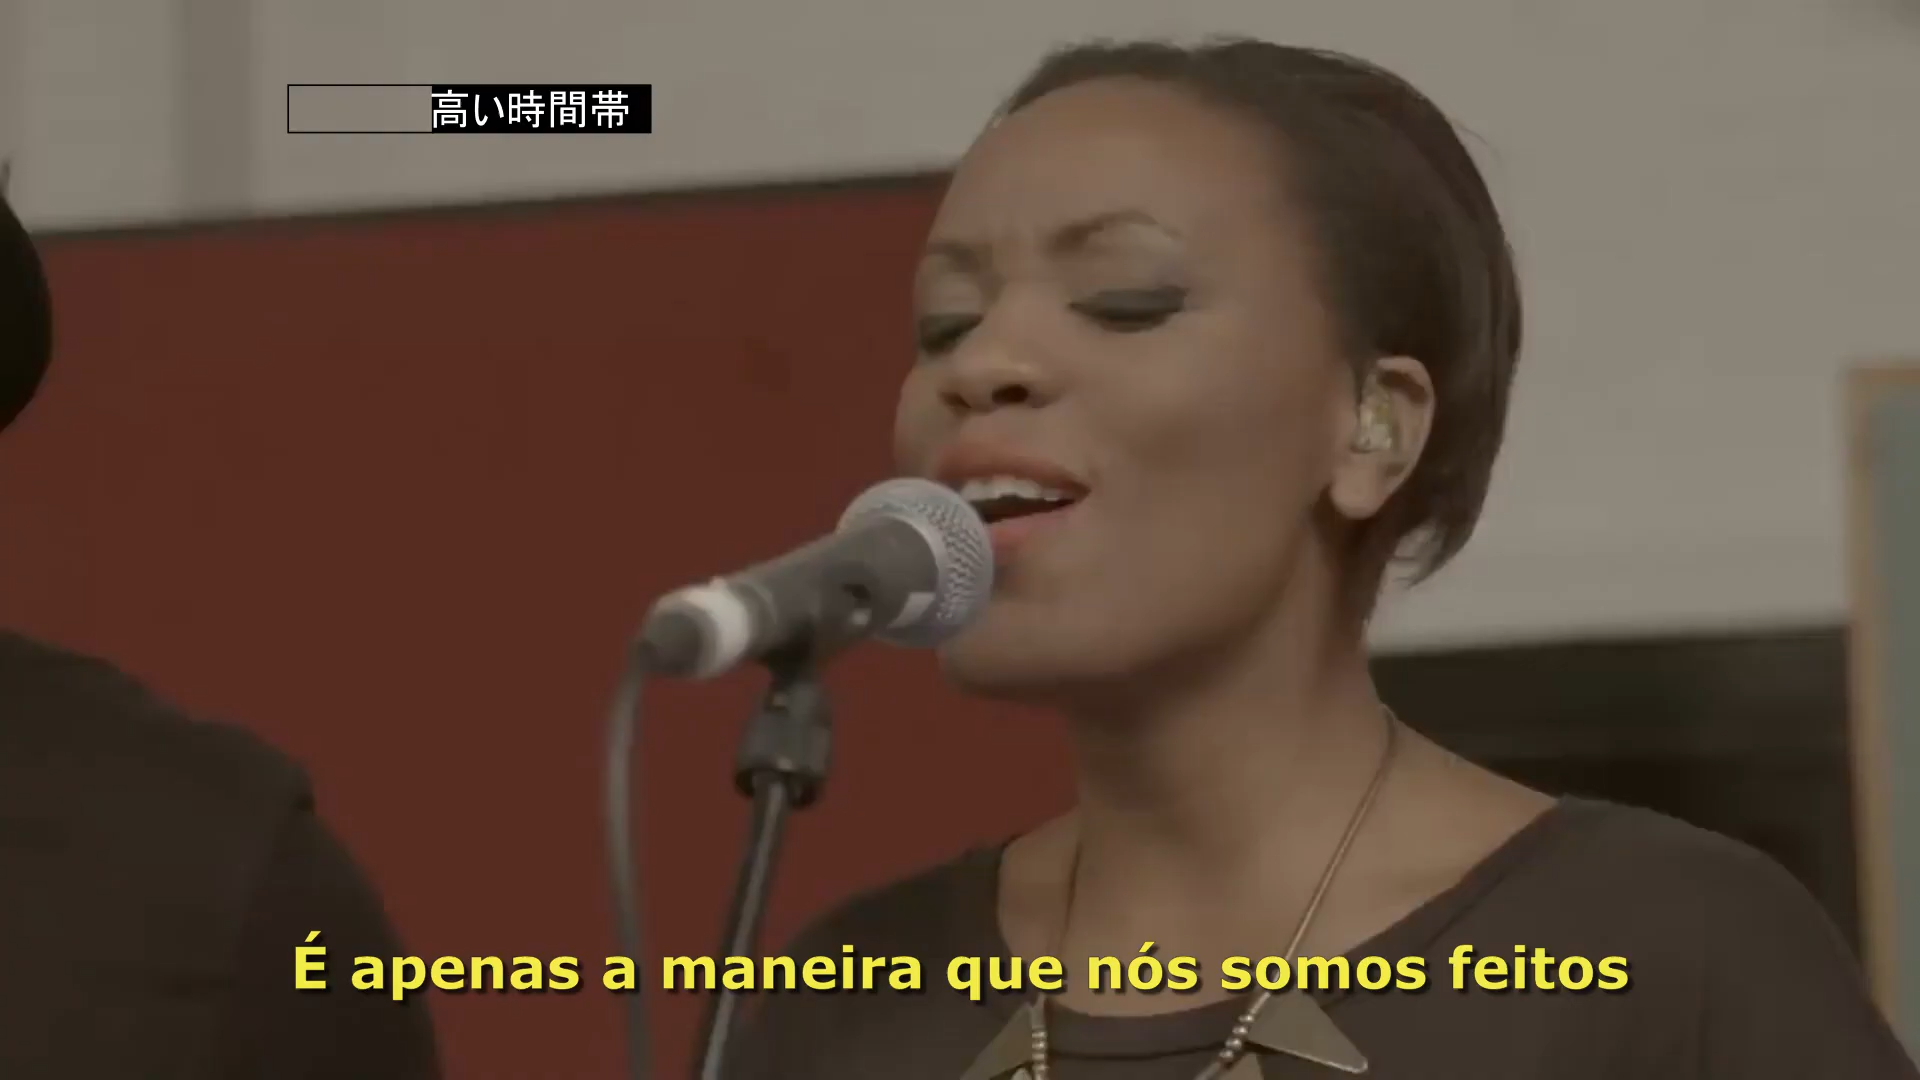 高い時間帯
É apenas a maneira que nós somos feitos